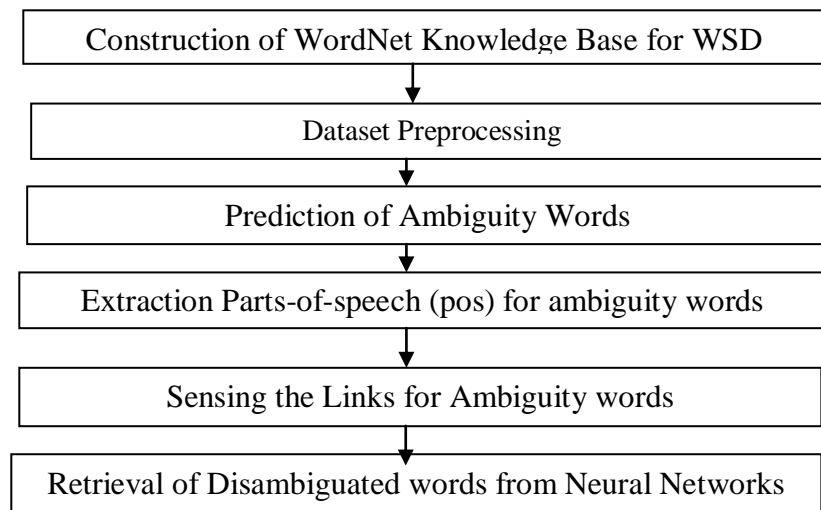 Construction of WordNet Knowledge Base for WSD
Dataset Preprocessing
Prediction of Ambiguity Words
Extraction Parts-of-speech (pos) for ambiguity words
Sensing the Links for Ambiguity words
Retrieval of Disambiguated words from Neural Networks